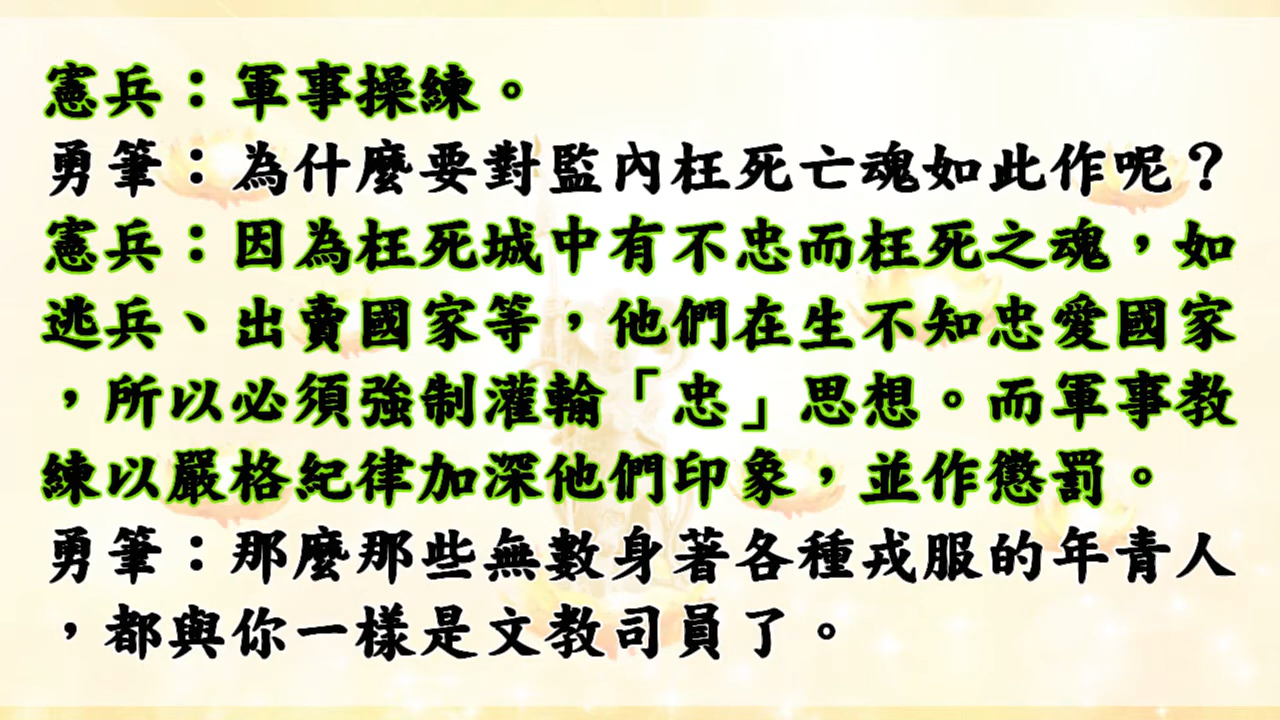 憲兵：軍事操練。
勇筆：為什麼要對監內枉死亡魂如此作呢？
憲兵：因為枉死城中有不忠而枉死之魂，如
逃兵、出賣國家等，他們在生不知忠愛國家
，所以必須強制灌輸「忠」思想。而軍事教
練以嚴格紀律加深他們印象，並作懲罰。
勇筆：那麼那些無數身著各種戎服的年青人
，都與你一樣是文教司員了。